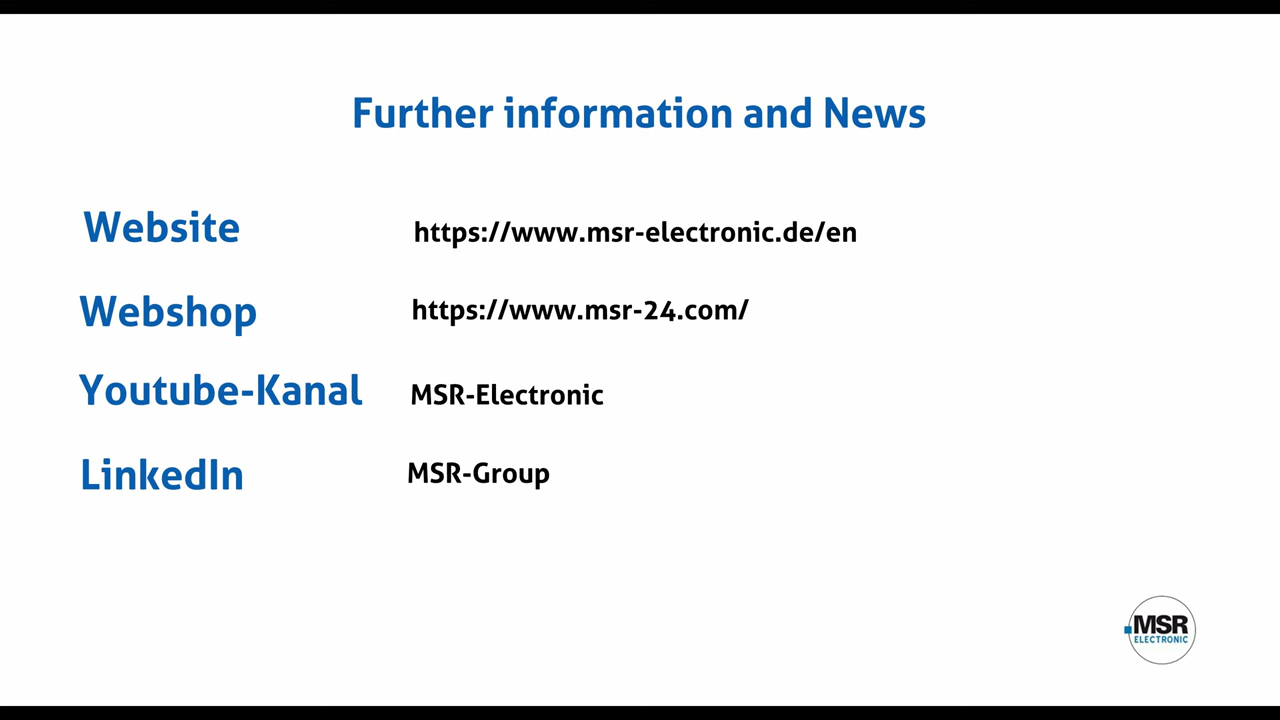 Further information and News
Website https://www.msr-electronic.de/en
Webshop https://www.msr-24.com/
Youtube-Kanal MSR-Electronic
LinkedIn MSR-Group
MSR
ELECTRONIC